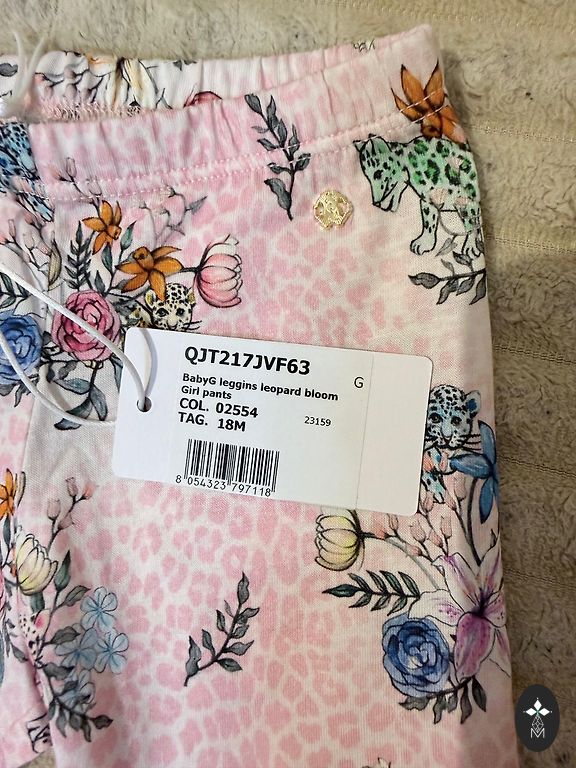 QJT217JVF63
G
BabyG leggins leopard bloom
Girl pants
COL. 02554
TAG. 18M
23159
8 054323 797118
M